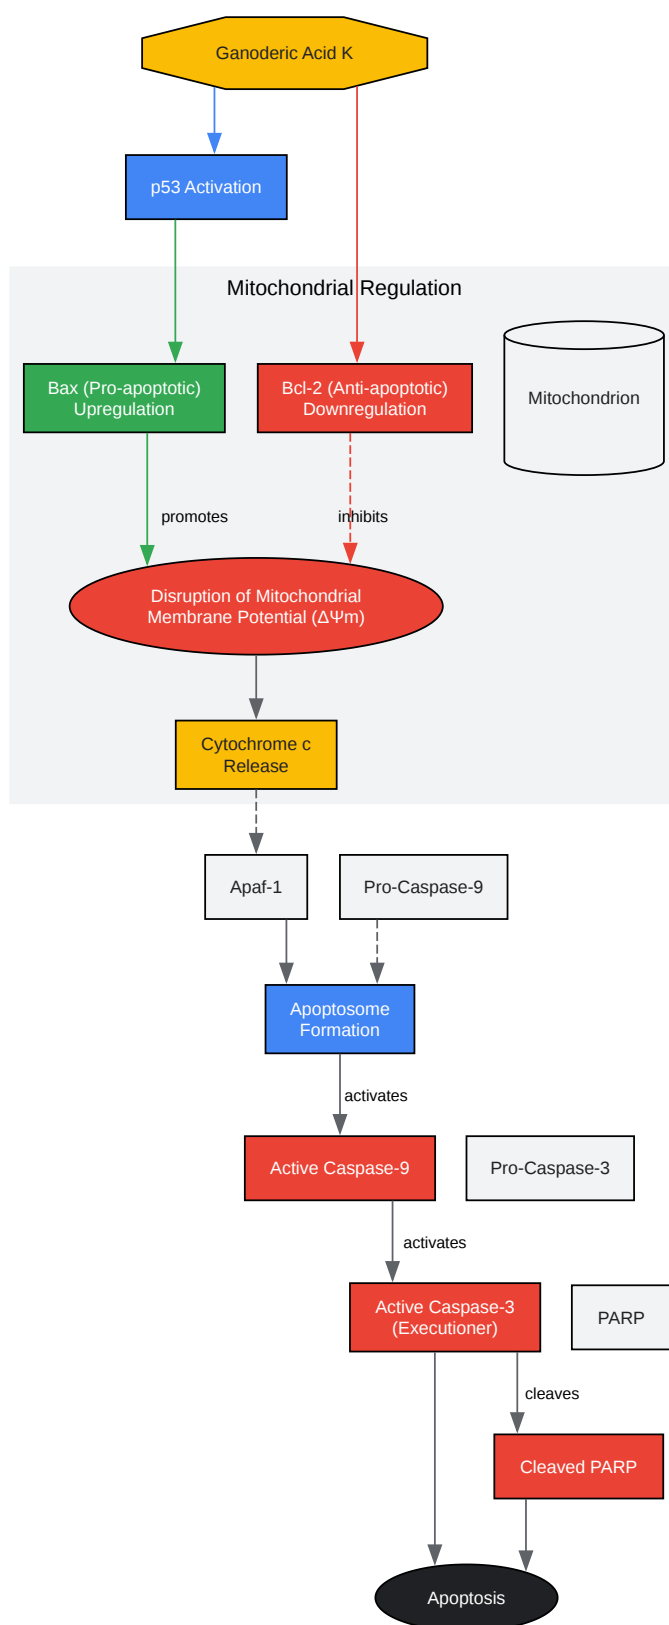 Ganoderic Acid K
p53 Activation
Mitochondrial Regulation
Bax (Pro-apoptotic)
Upregulation
Bcl-2 (Anti-apoptotic)
Downregulation
Mitochondrion
promotes
inhibits
Disruption of Mitochondrial
Membrane Potential (ΔΨm)
Cytochrome c
Release
Apaf-1
Pro-Caspase-9
Apoptosome
Formation
activates
Active Caspase-9
Pro-Caspase-3
activates
Active Caspase-3
(Executioner)
PARP
cleaves
Cleaved PARP
Apoptosis